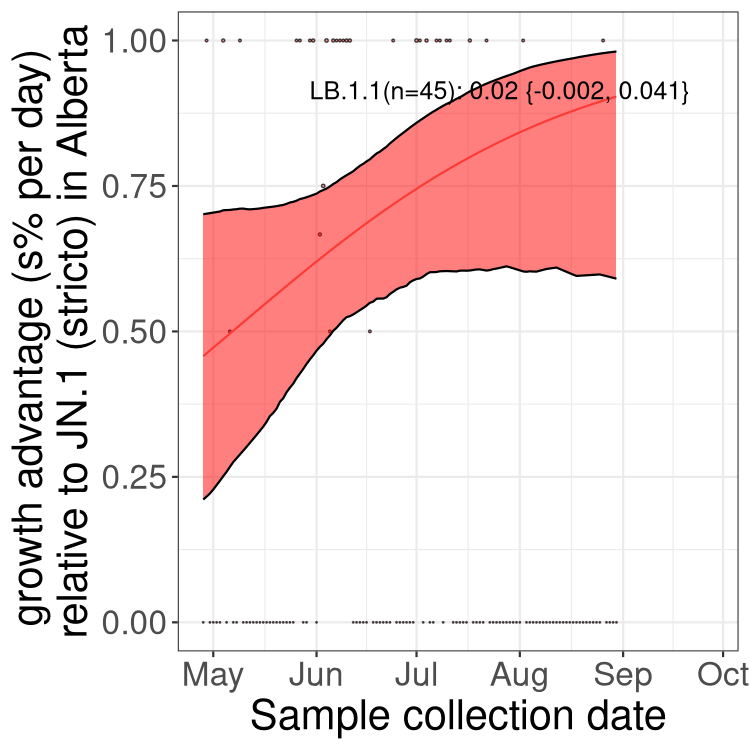 growth advantage (s% per day)
relative to JN.1 (stricto) in Alberta
1.00
0.75
0.50
0.25
0.00
LB.1.1(n=45): 0.02 {-0.002, 0.041}
May Jun Jul Aug Sep Oct
Sample collection date